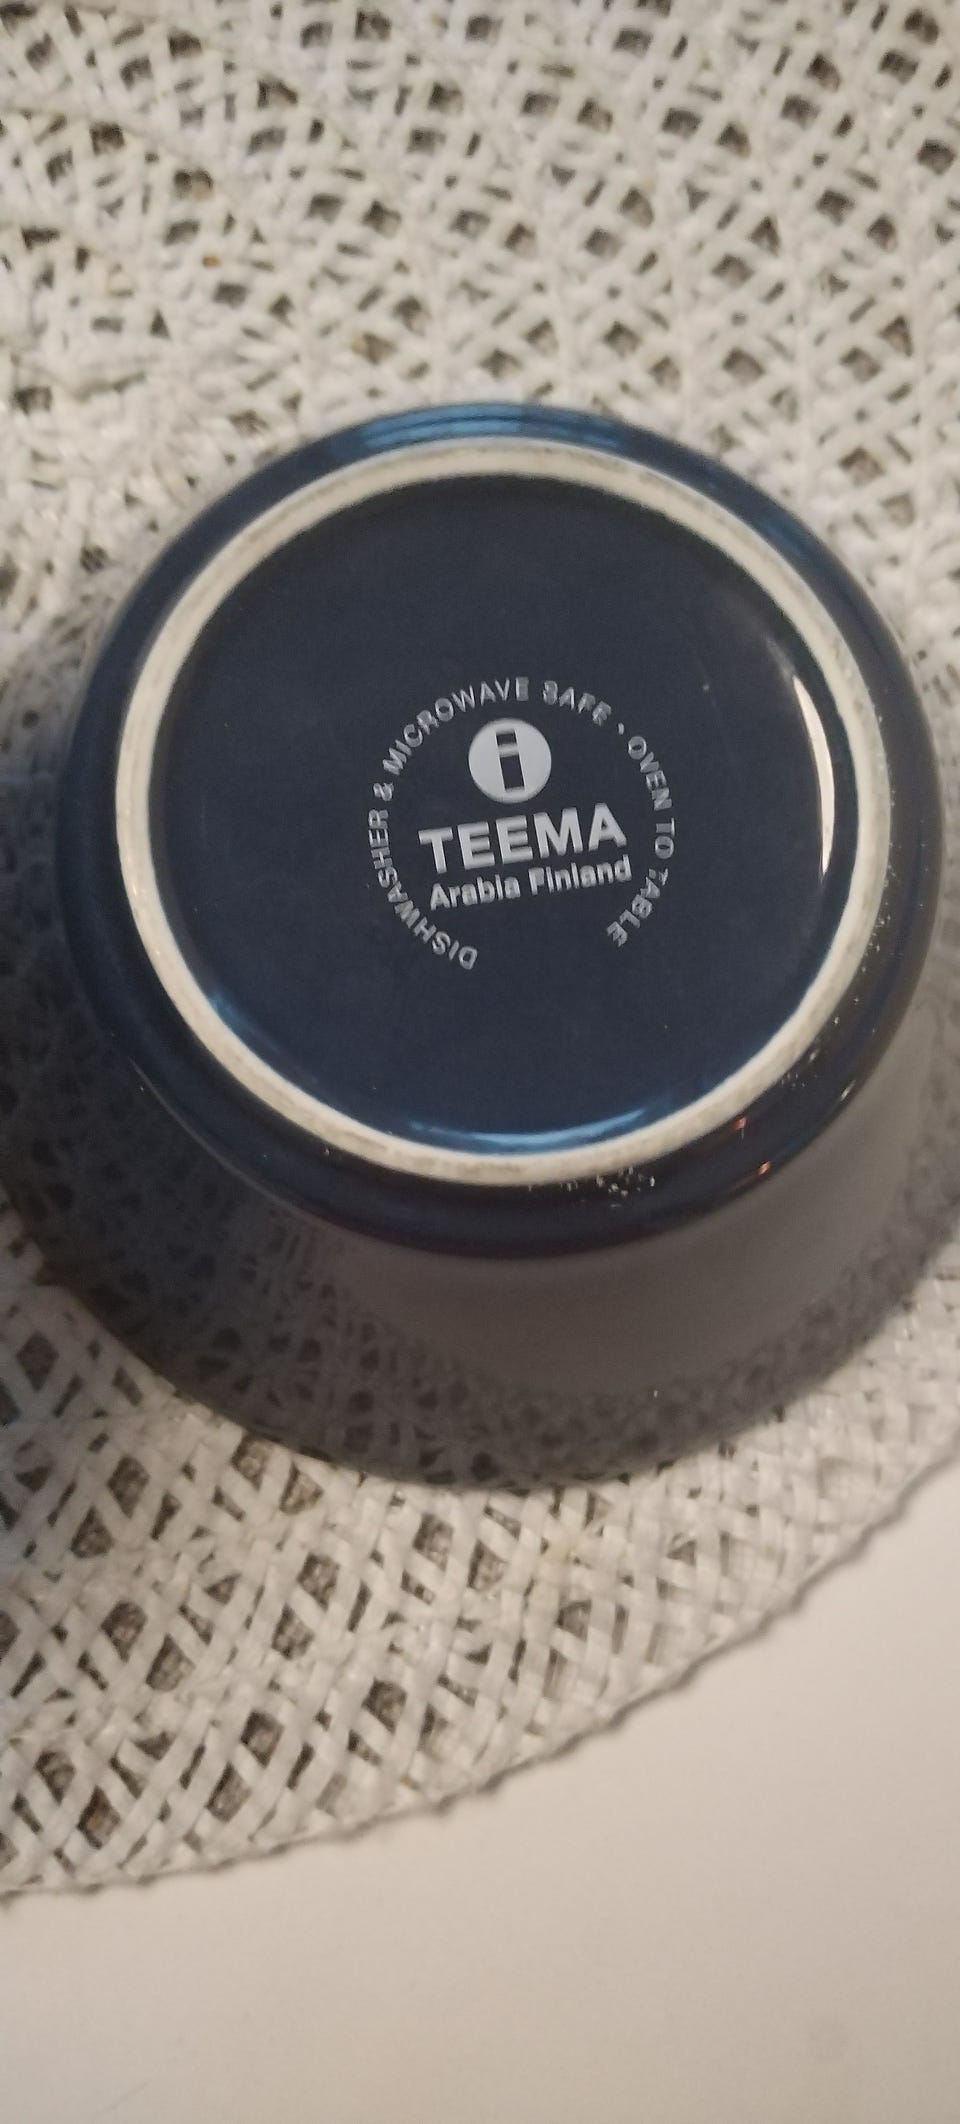 DISHWASHER & MICROWAVE SAFE • OVEN TO TABLE
TEEMA
Arabia Finland